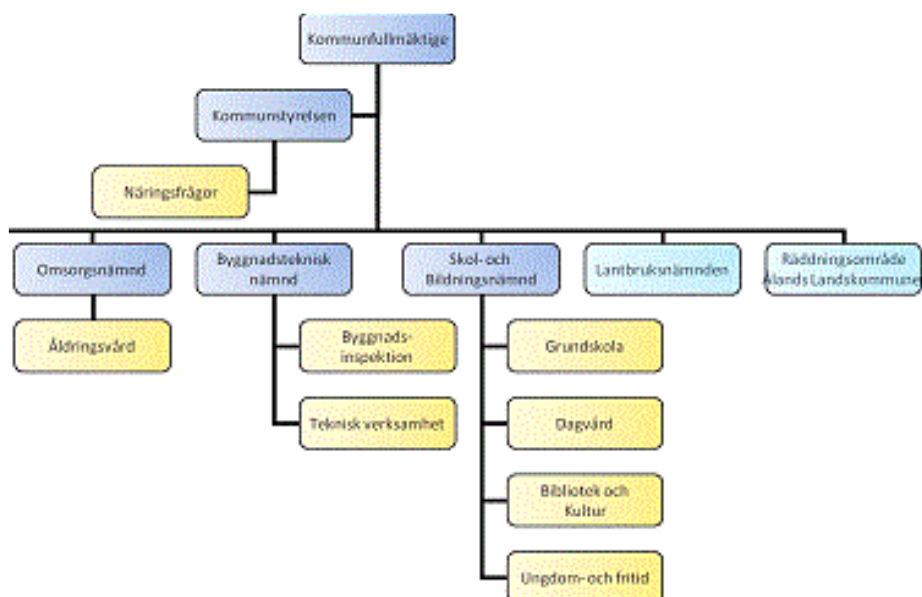 Kommunfullmäktige
Kommunstyrelsen
Näringsfrågor
Omsorgsnämnd
Byggnadsteknisk
nämnd
Skol- och
Bildningsnämnd
Lantbruksnämnden
Räddningsområde
Ålands Landskommuner
Åldringsvård
Byggnads-
inspektion
Grundskola
Teknisk verksamhet
Dagvård
Bibliotek och
Kultur
Ungdom- och fritid